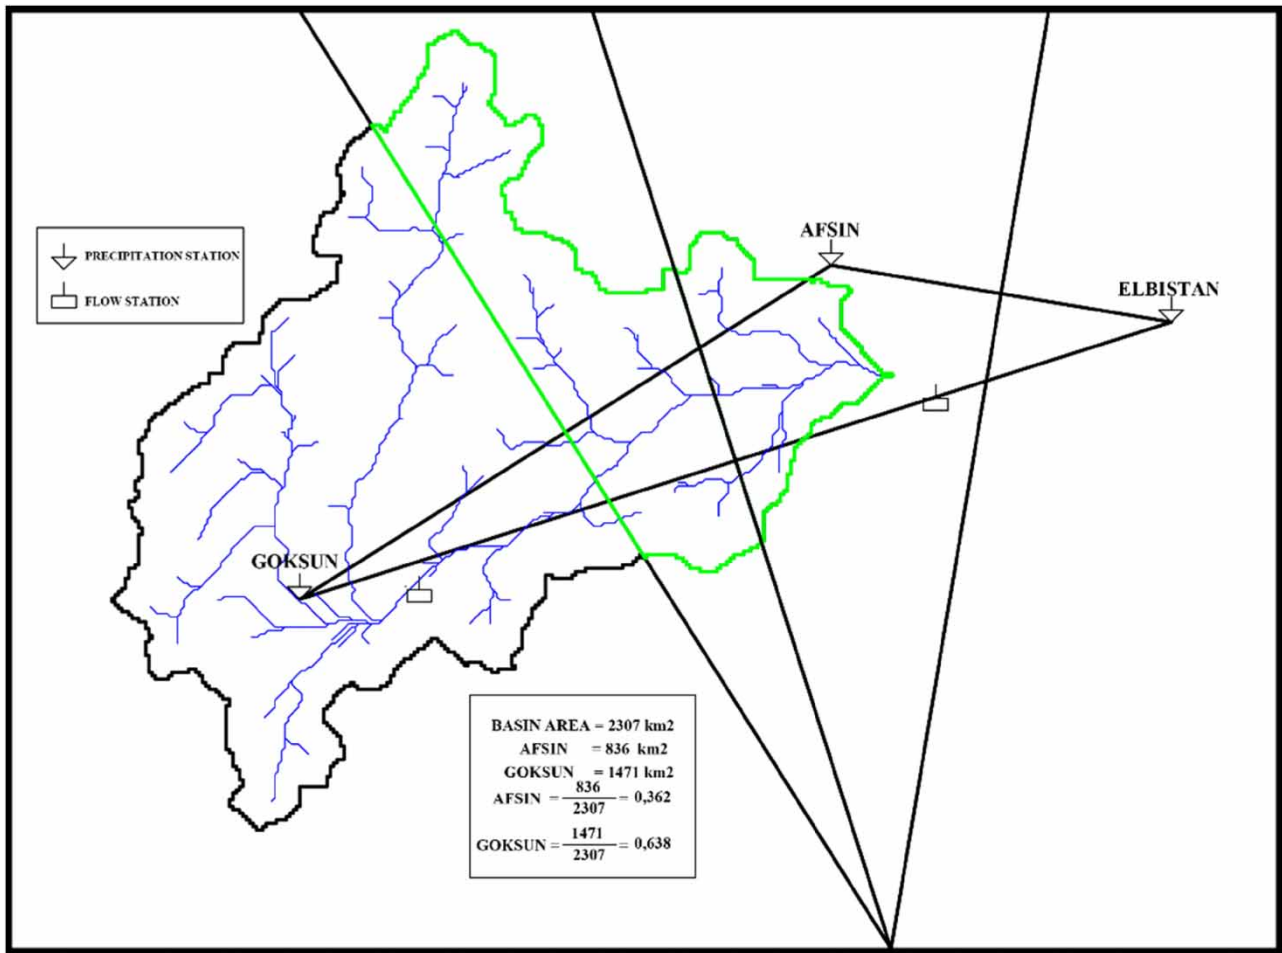 AFSIN
PRECIPITATION STATION
FLOW STATION
ELBISTAN
GOKSUN
BASIN AREA = 2307 km2
AFSIN = 836 km2
GOKSUN = 1471 km2
AFSIN = 836 / 2307 = 0,362
GOKSUN = 1471 / 2307 = 0,638